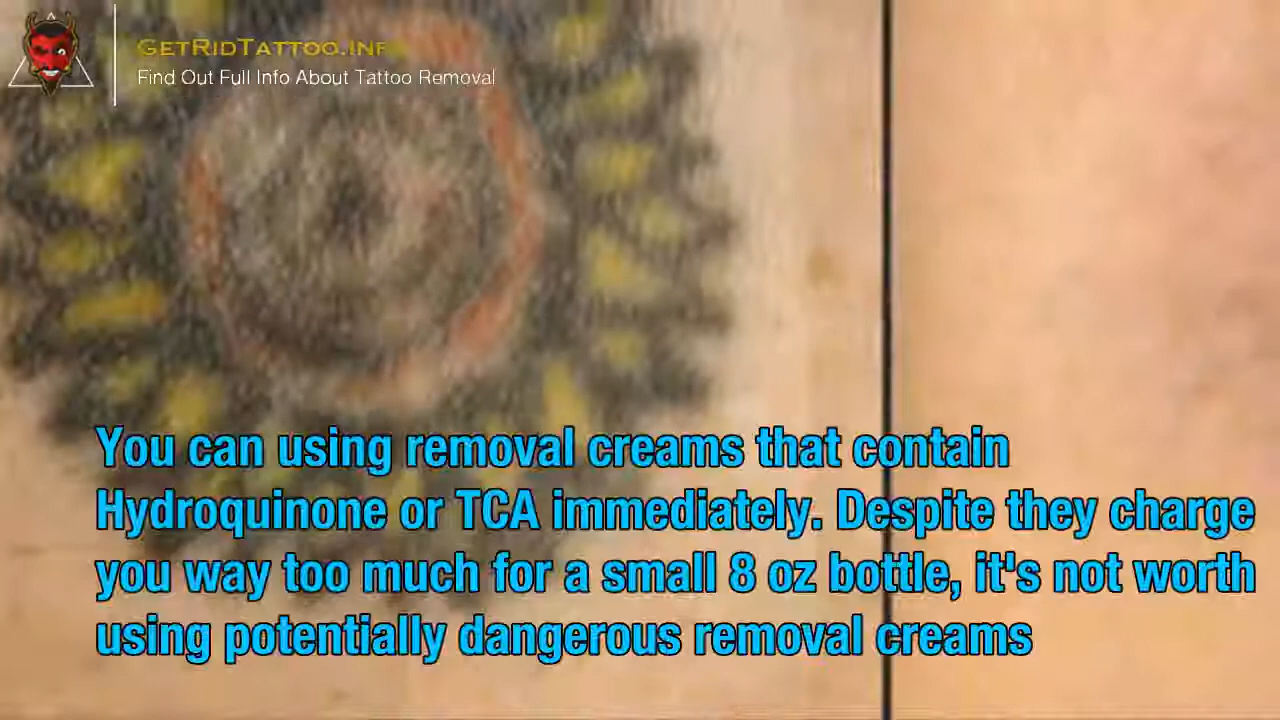 GETRIDTATTOO.INFO
Find Out Full Info About Tattoo Removal
You can using removal creams that contain
Hydroquinone or TCA immediately. Despite they charge
you way too much for a small 8 oz bottle, it's not worth
using potentially dangerous removal creams